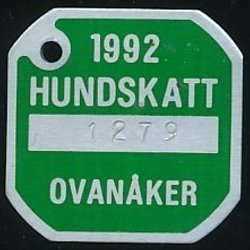 1992
HUNDSKATT
1279
OVANÅKER